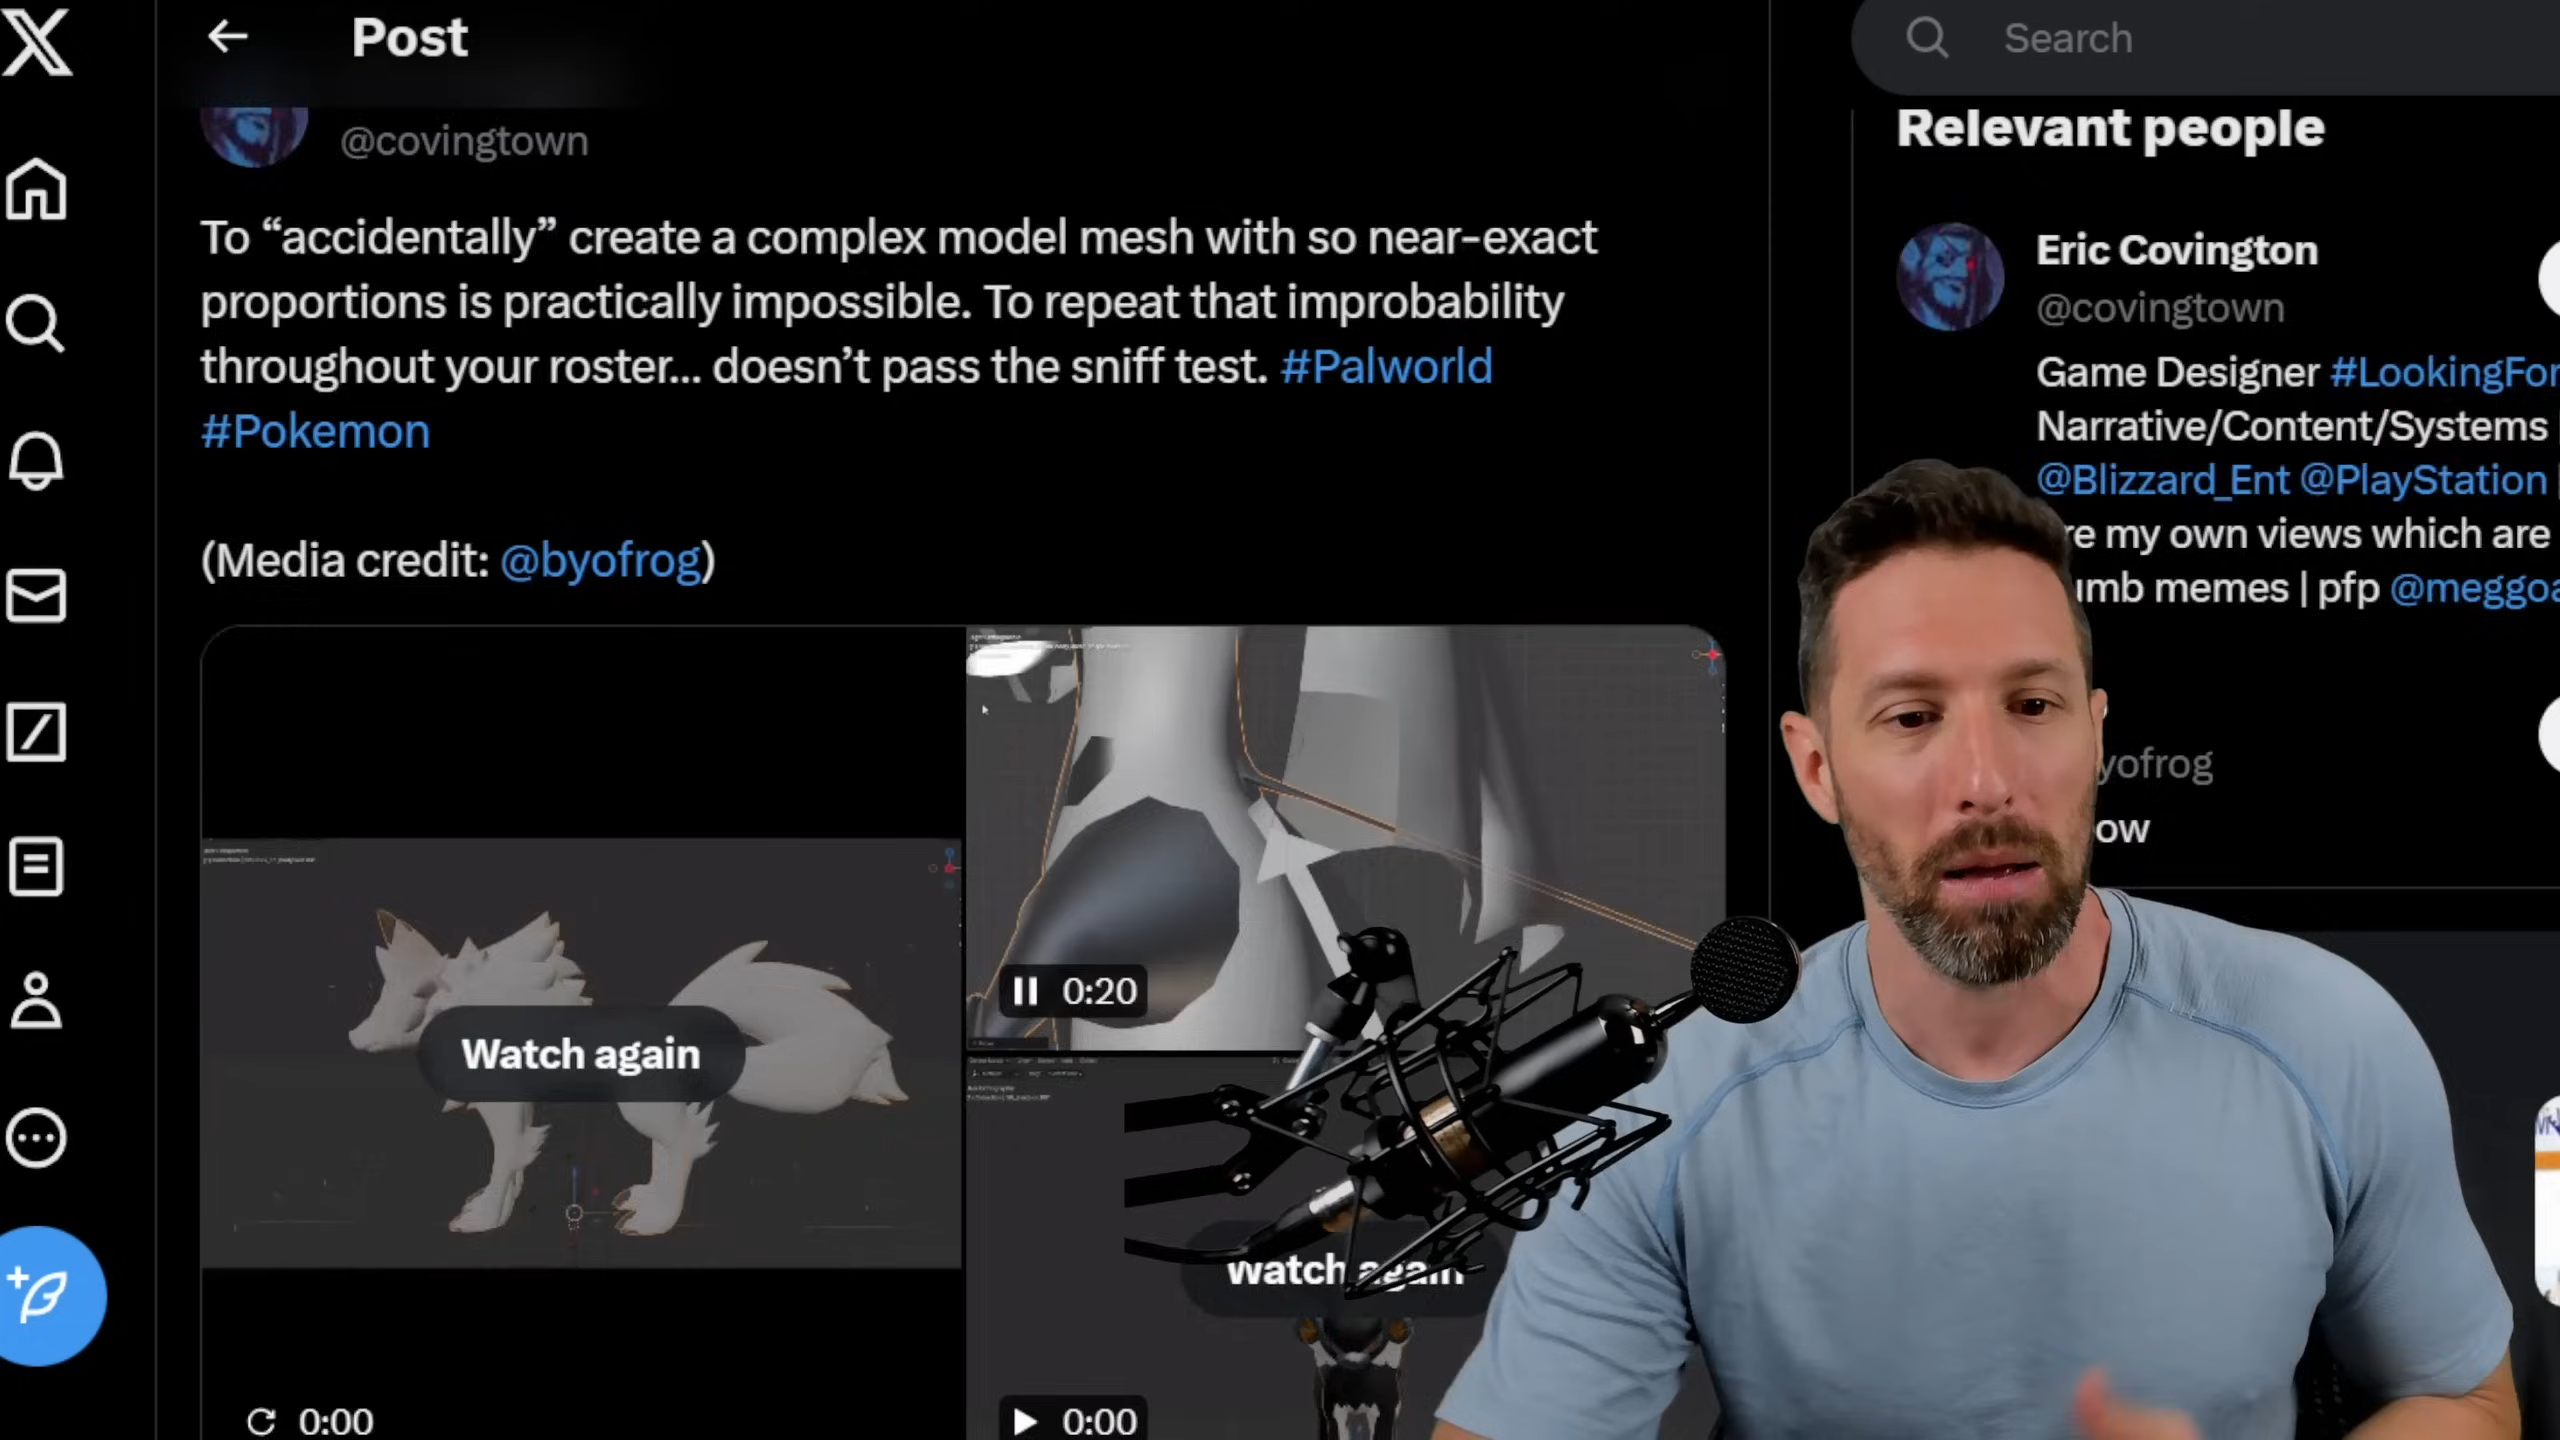 Post
Search
@covingtown
To “accidentally” create a complex model mesh with so near-exact
proportions is practically impossible. To repeat that improbability
throughout your roster... doesn’t pass the sniff test. #Palworld
#Pokemon
(Media credit: @byofrog)
Watch again
0:20
Watch again
0:00
0:00
Relevant people
Eric Covington
@covingtown
Game Designer #LookingFor
Narrative/Content/Systems |
@Blizzard_Ent @PlayStation |
re my own views which are
umb memes | pfp @meggoa
yofrog
ow